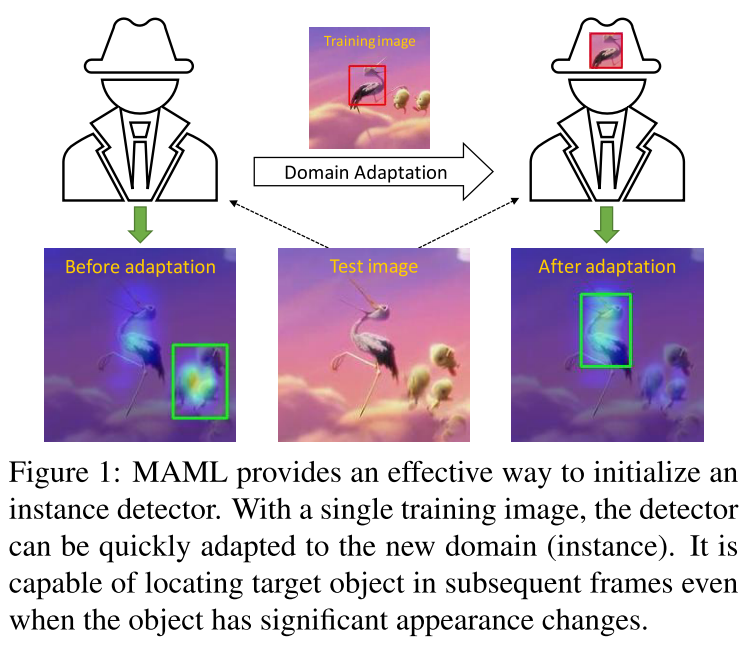 Training image
Domain Adaptation
Before adaptation
Test image
After adaptation
Figure 1: MAML provides an effective way to initialize an
instance detector. With a single training image, the detector
can be quickly adapted to the new domain (instance). It is
capable of locating target object in subsequent frames even
when the object has significant appearance changes.